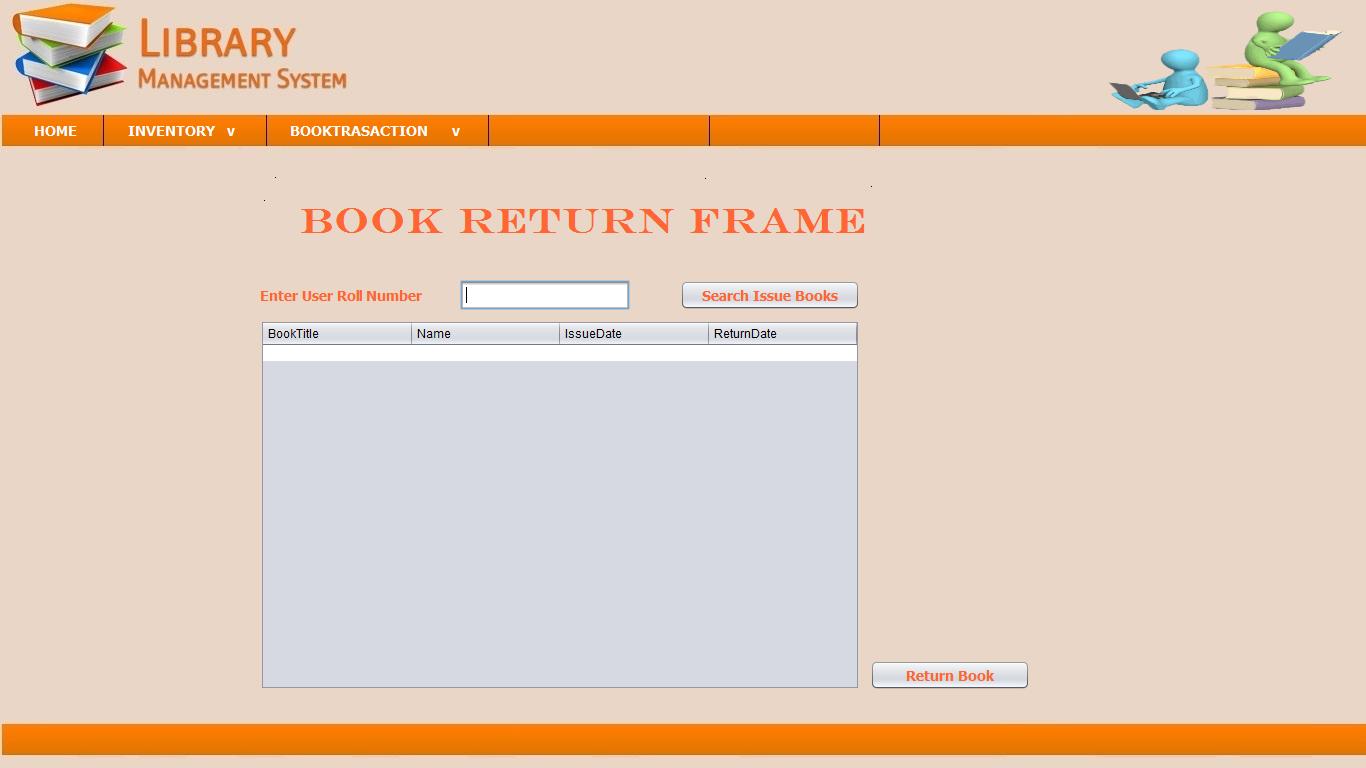 LIBRARY
MANAGEMENT SYSTEM
HOME INVENTORY v BOOKTRASACTION v
BOOK RETURN FRAME
Enter User Roll Number Search Issue Books
BookTitle Name IssueDate ReturnDate
Return Book